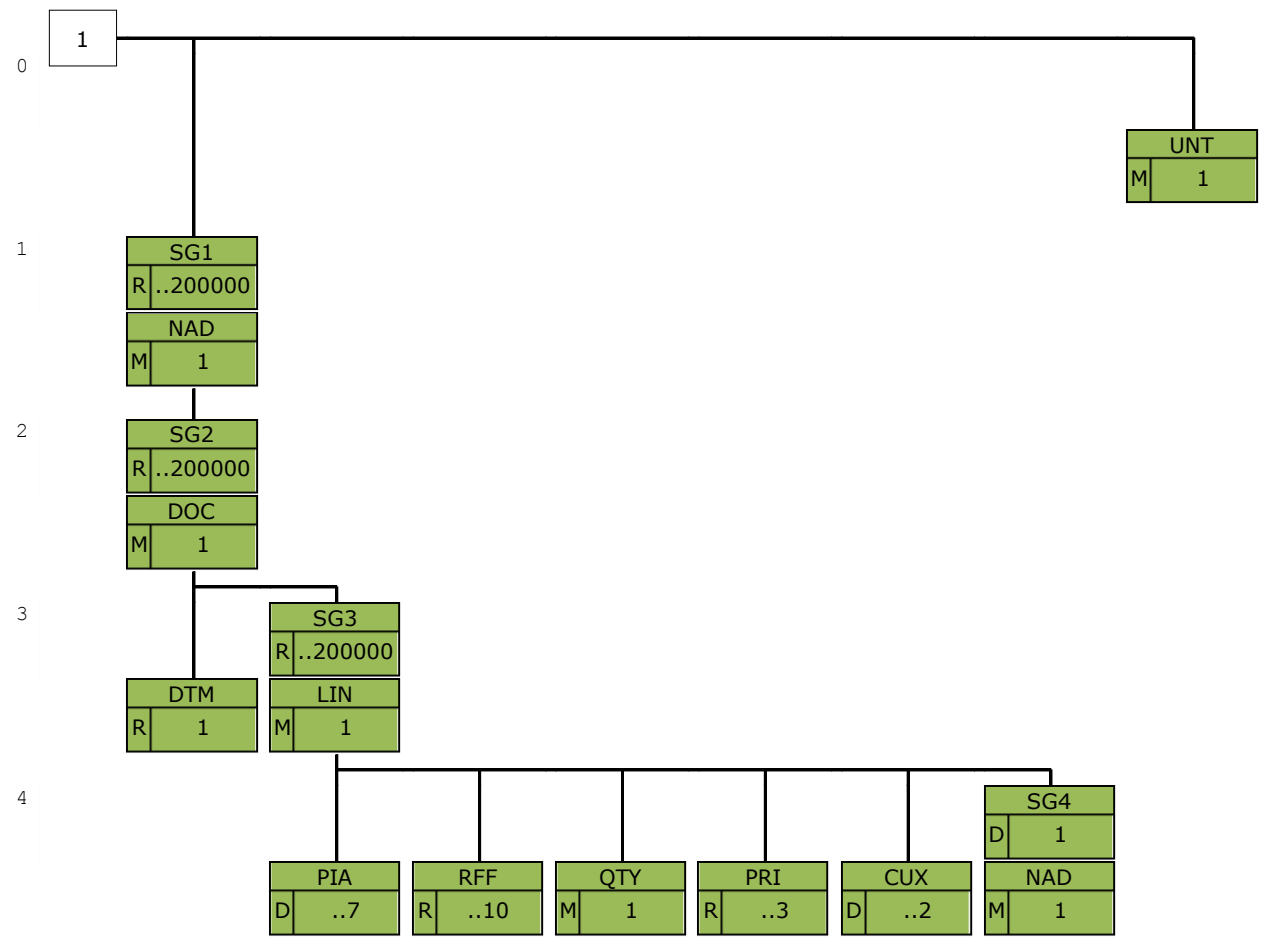 1
0
UNT
M 1
1
SG1
R ..200000
NAD
M 1
2
SG2
R ..200000
DOC
M 1
3
SG3
R ..200000
DTM LIN
R 1 M 1
4
SG4
D 1
PIA RFF QTY PRI CUX NAD
D ..7 R ..10 M 1 R ..3 D ..2 M 1